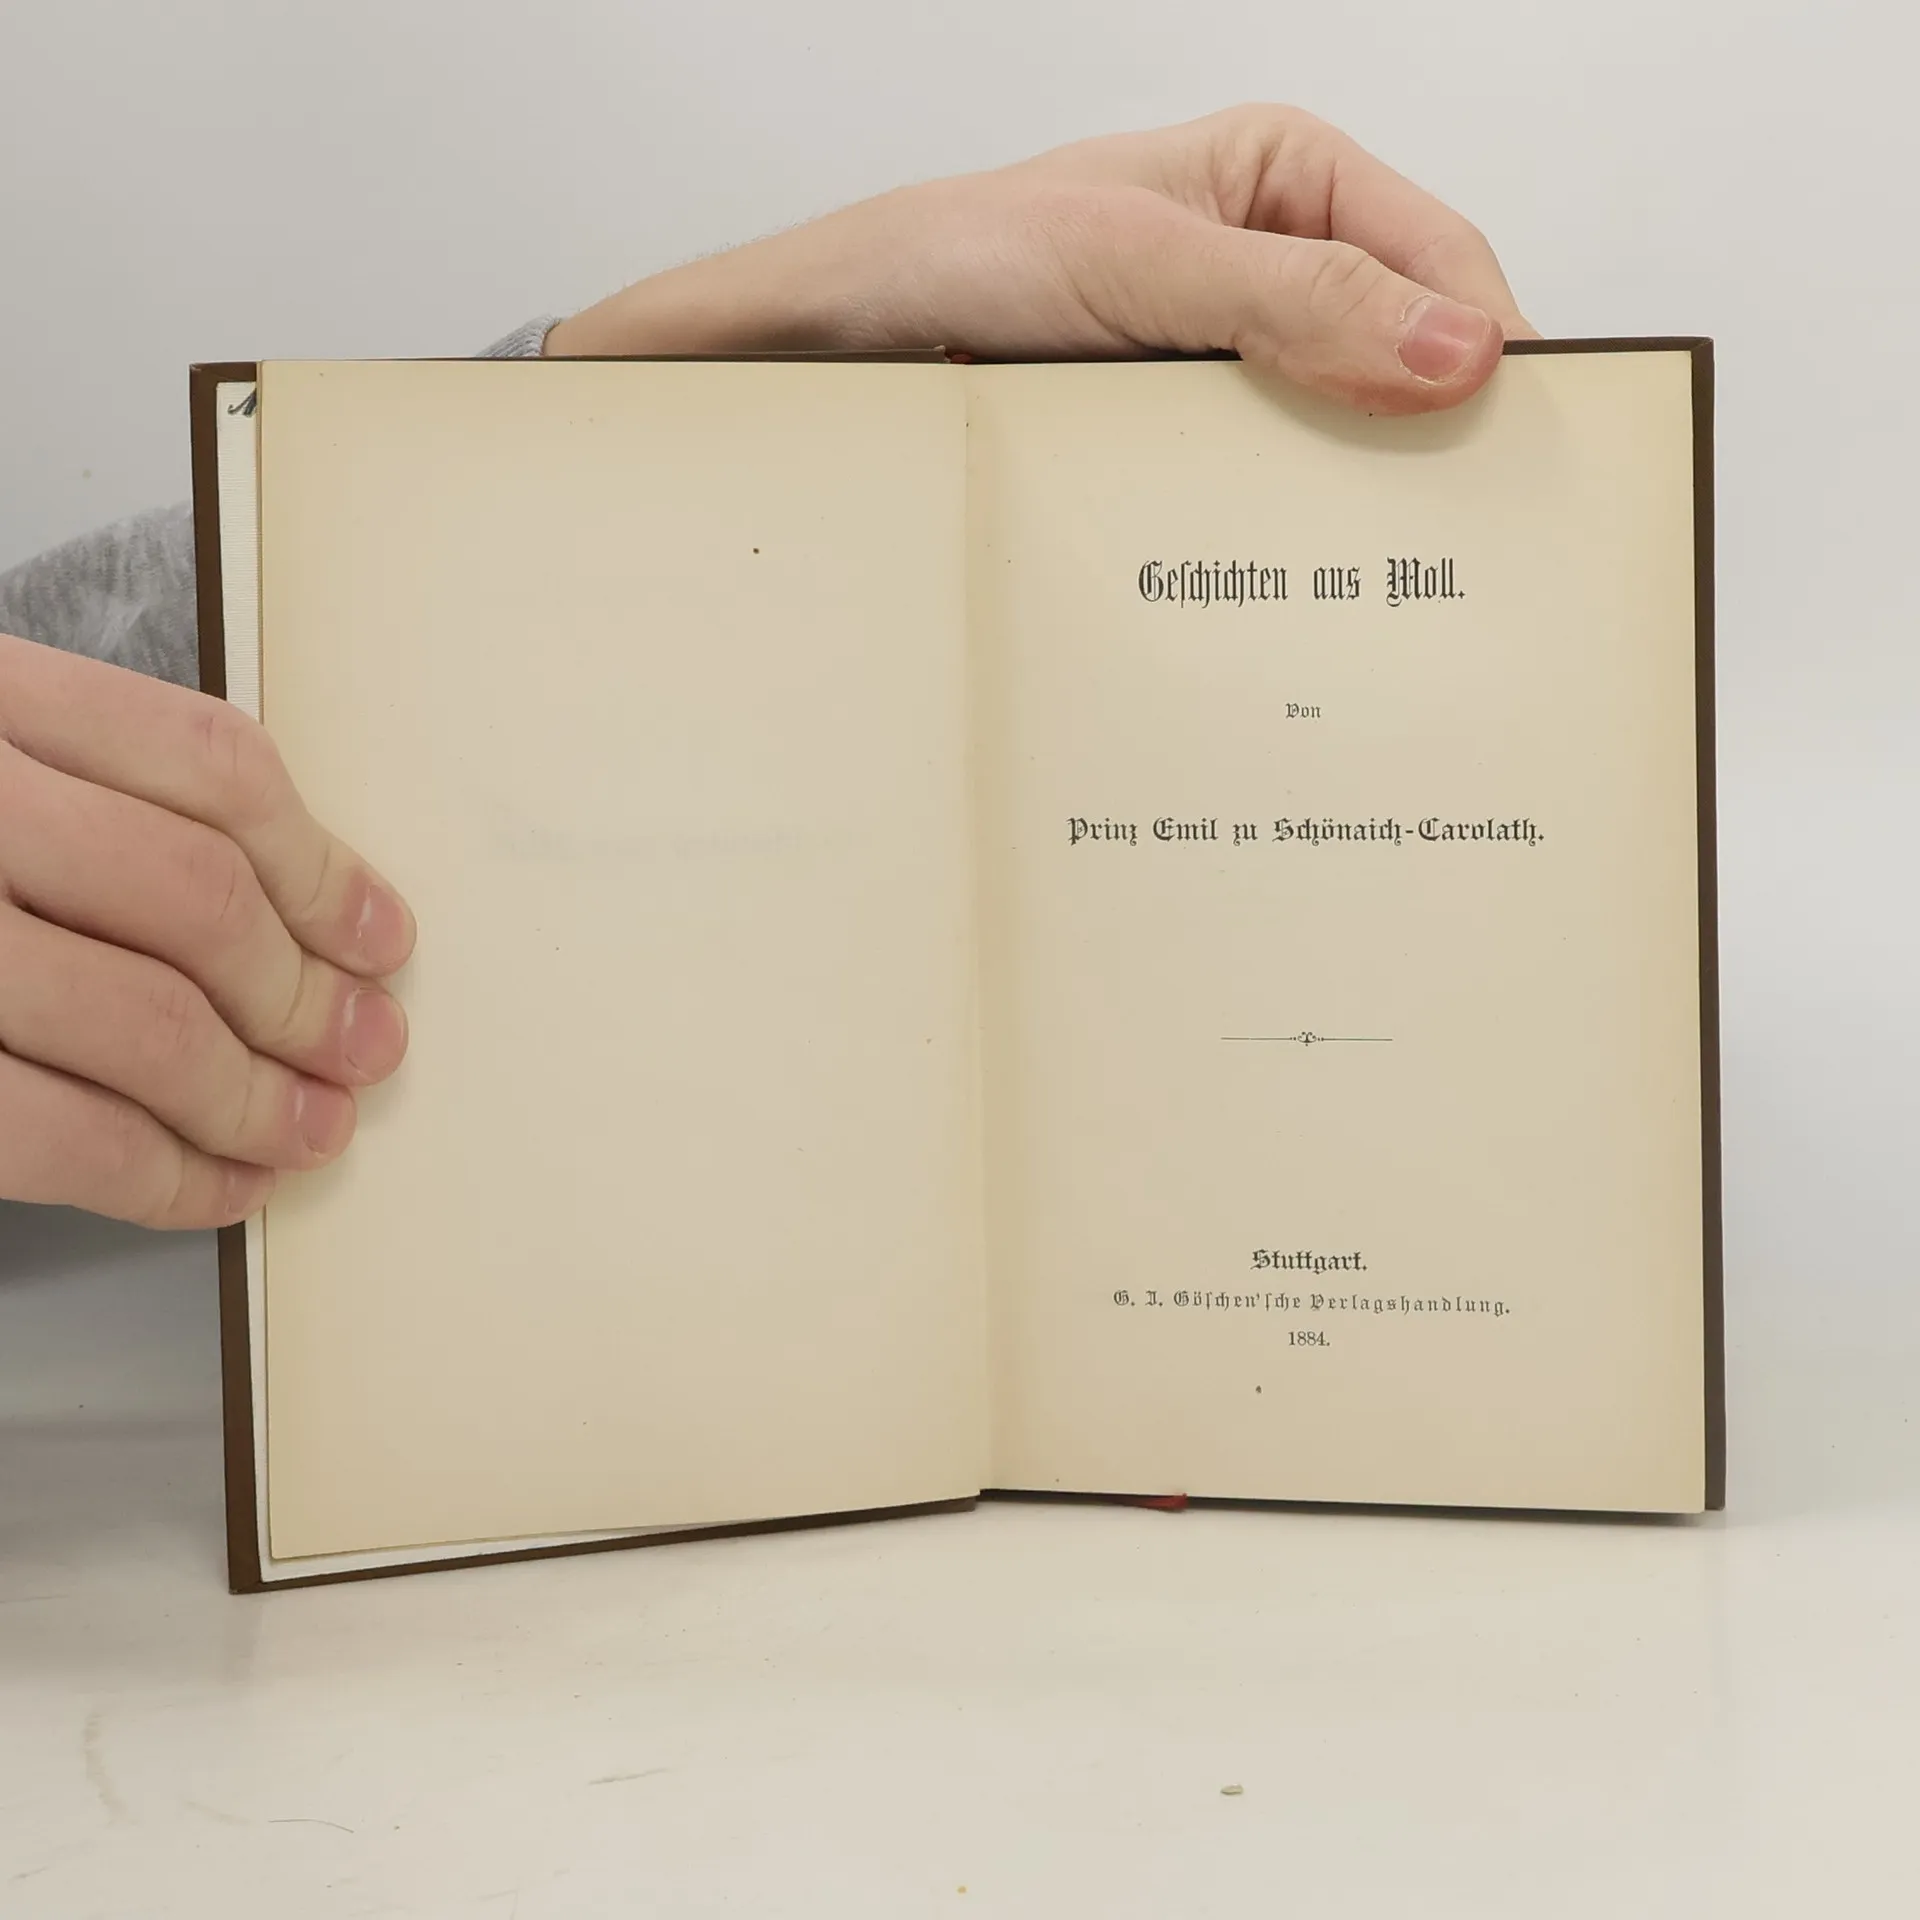 Geſchichten aus Moll.
Von
Prinz Emil zu Schönaich-Carolath.
Stuttgart.
G. J. Göſchen'ſche Verlagshandlung.
1884.